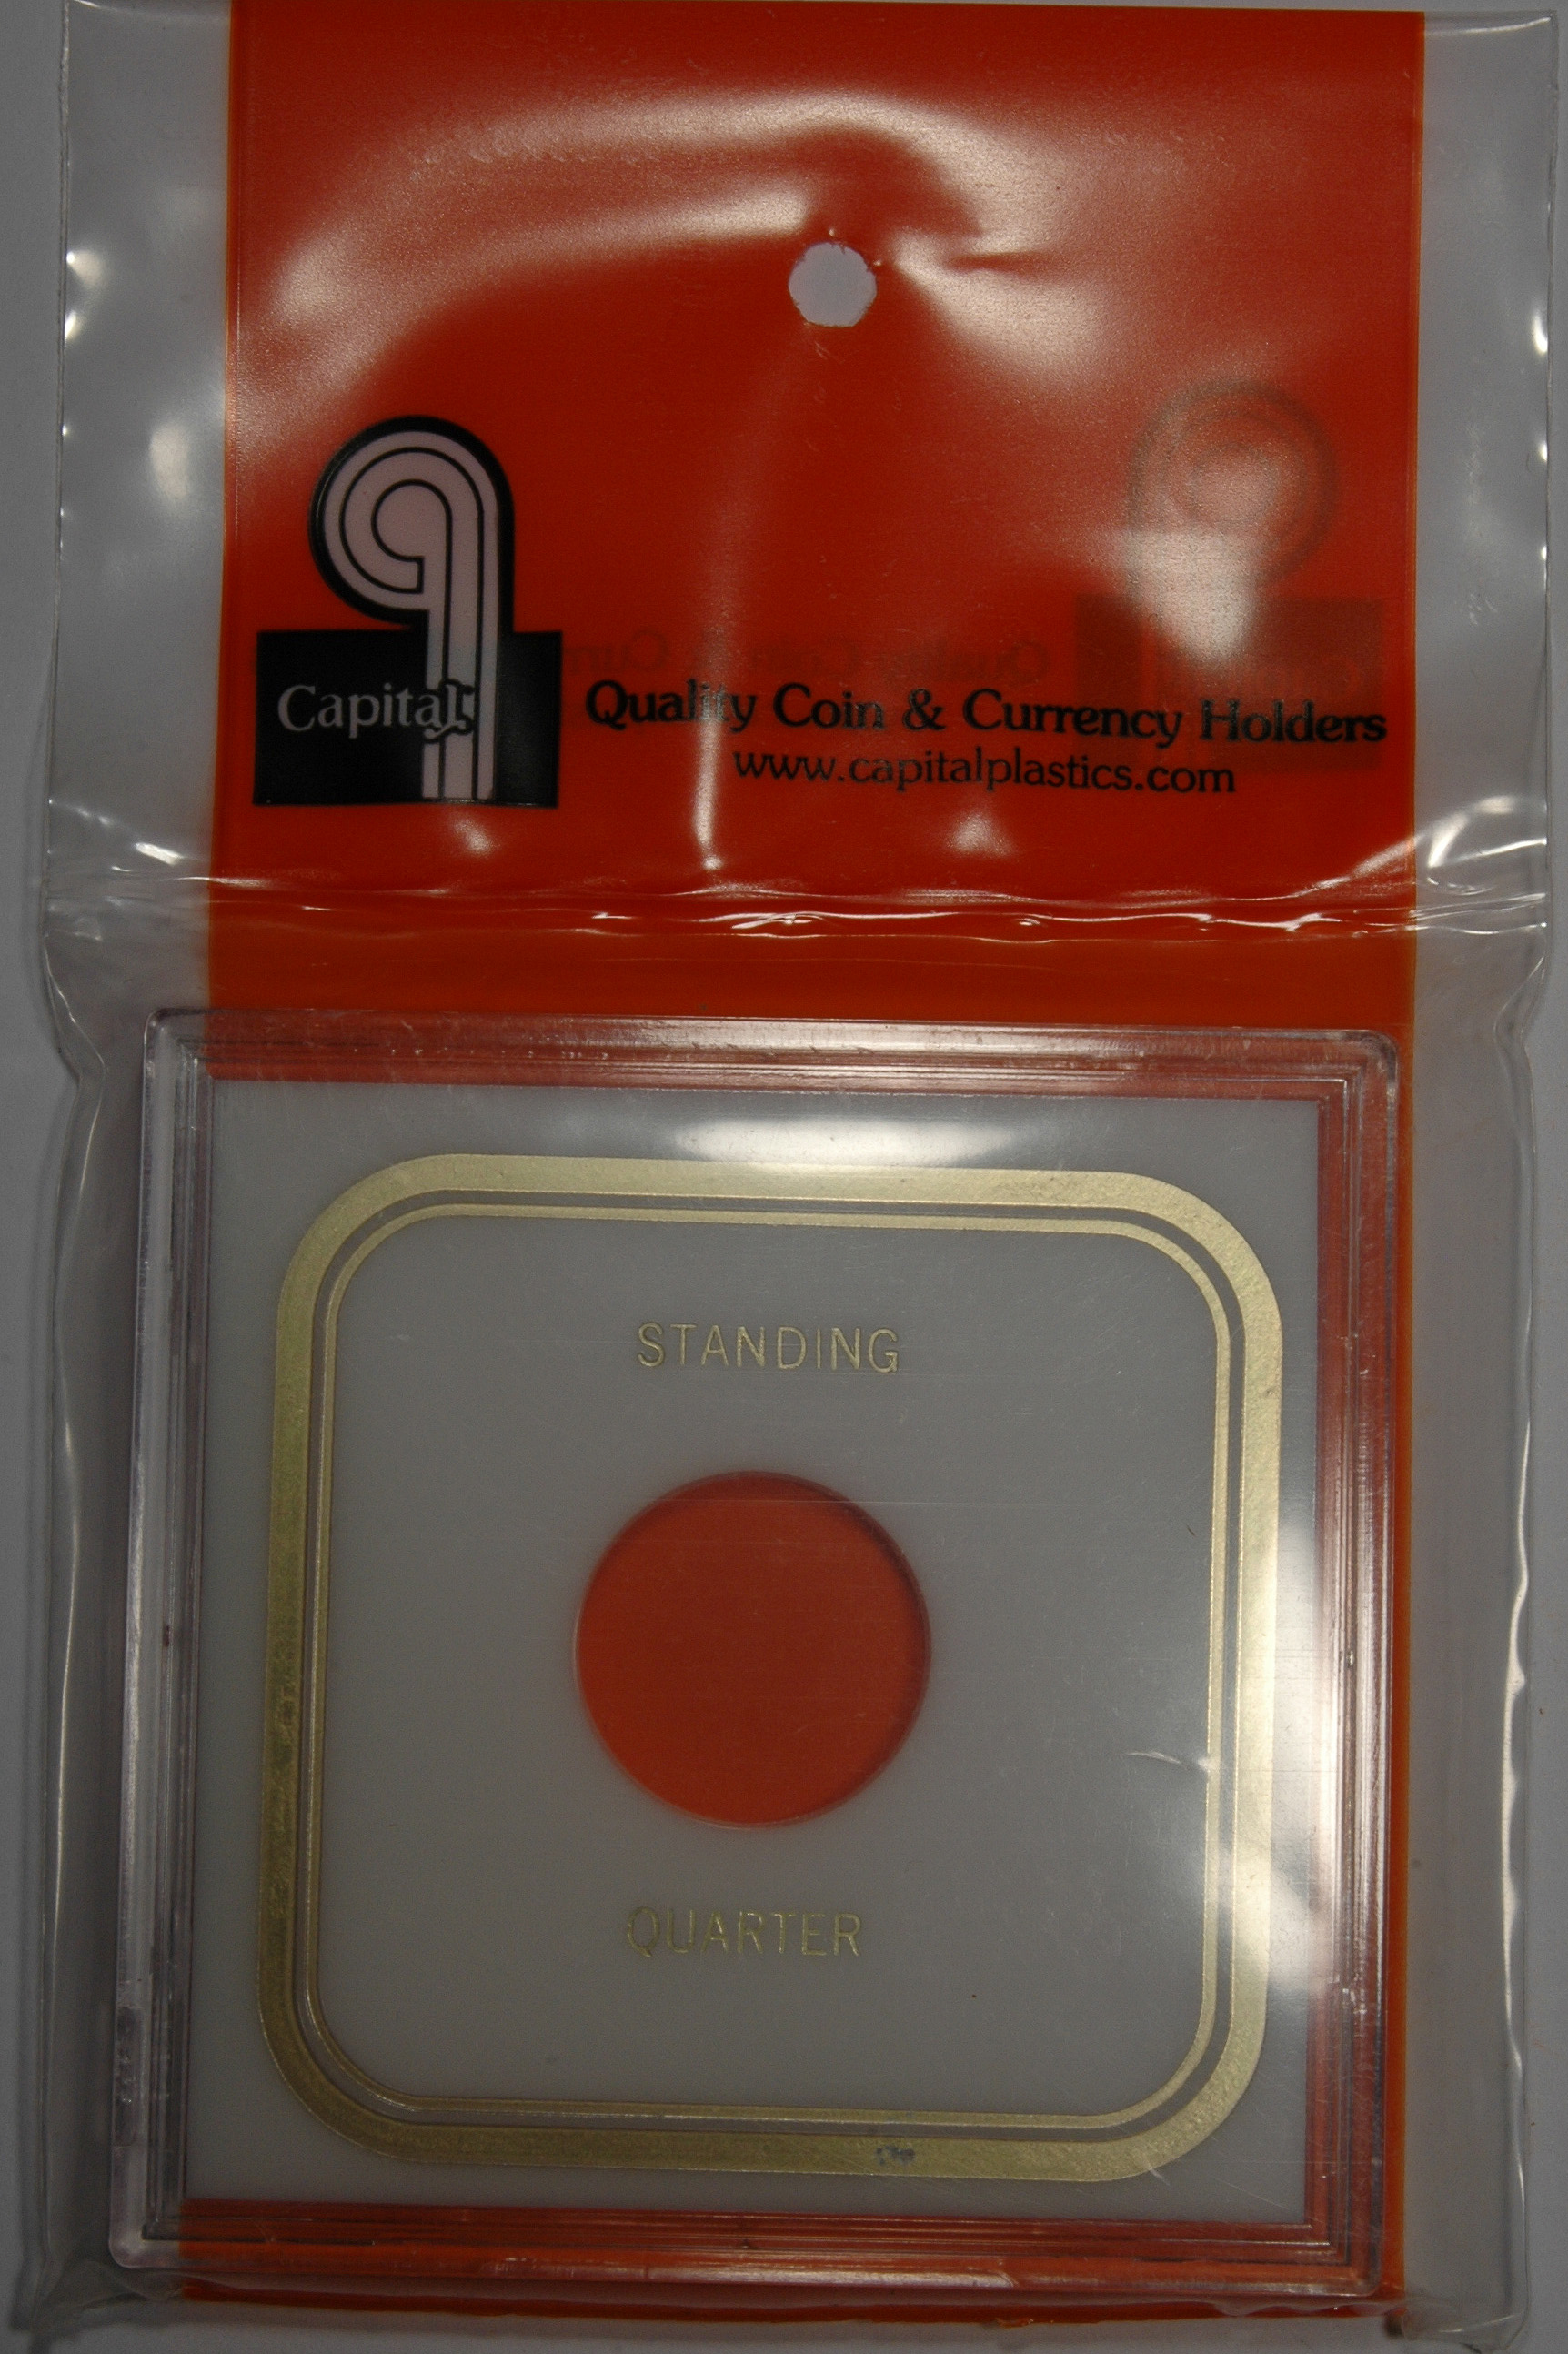 Capital
Quality Coin & Currency Holders
www.capitalplastics.com
STANDING
QUARTER